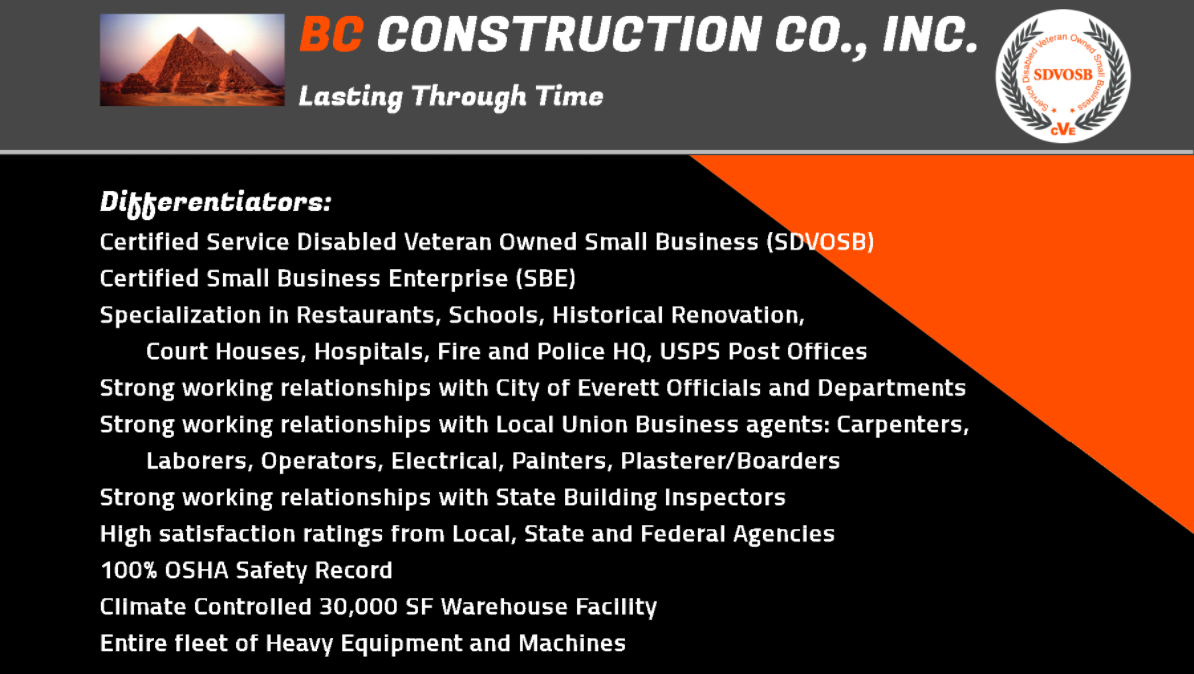 BC CONSTRUCTION CO., INC.
Lasting Through Time
Service Disabled Veteran Owned Small Business
SDVOSB
CVE
Differentiators:
Certified Service Disabled Veteran Owned Small Business (SDVOSB)
Certified Small Business Enterprise (SBE)
Specialization in Restaurants, Schools, Historical Renovation,
Court Houses, Hospitals, Fire and Police HQ, USPS Post Offices
Strong working relationships with City of Everett Officials and Departments
Strong working relationships with Local Union Business agents: Carpenters,
Laborers, Operators, Electrical, Painters, Plasterer/Boarders
Strong working relationships with State Building Inspectors
High satisfaction ratings from Local, State and Federal Agencies
100% OSHA Safety Record
Climate Controlled 30,000 SF Warehouse Facility
Entire fleet of Heavy Equipment and Machines